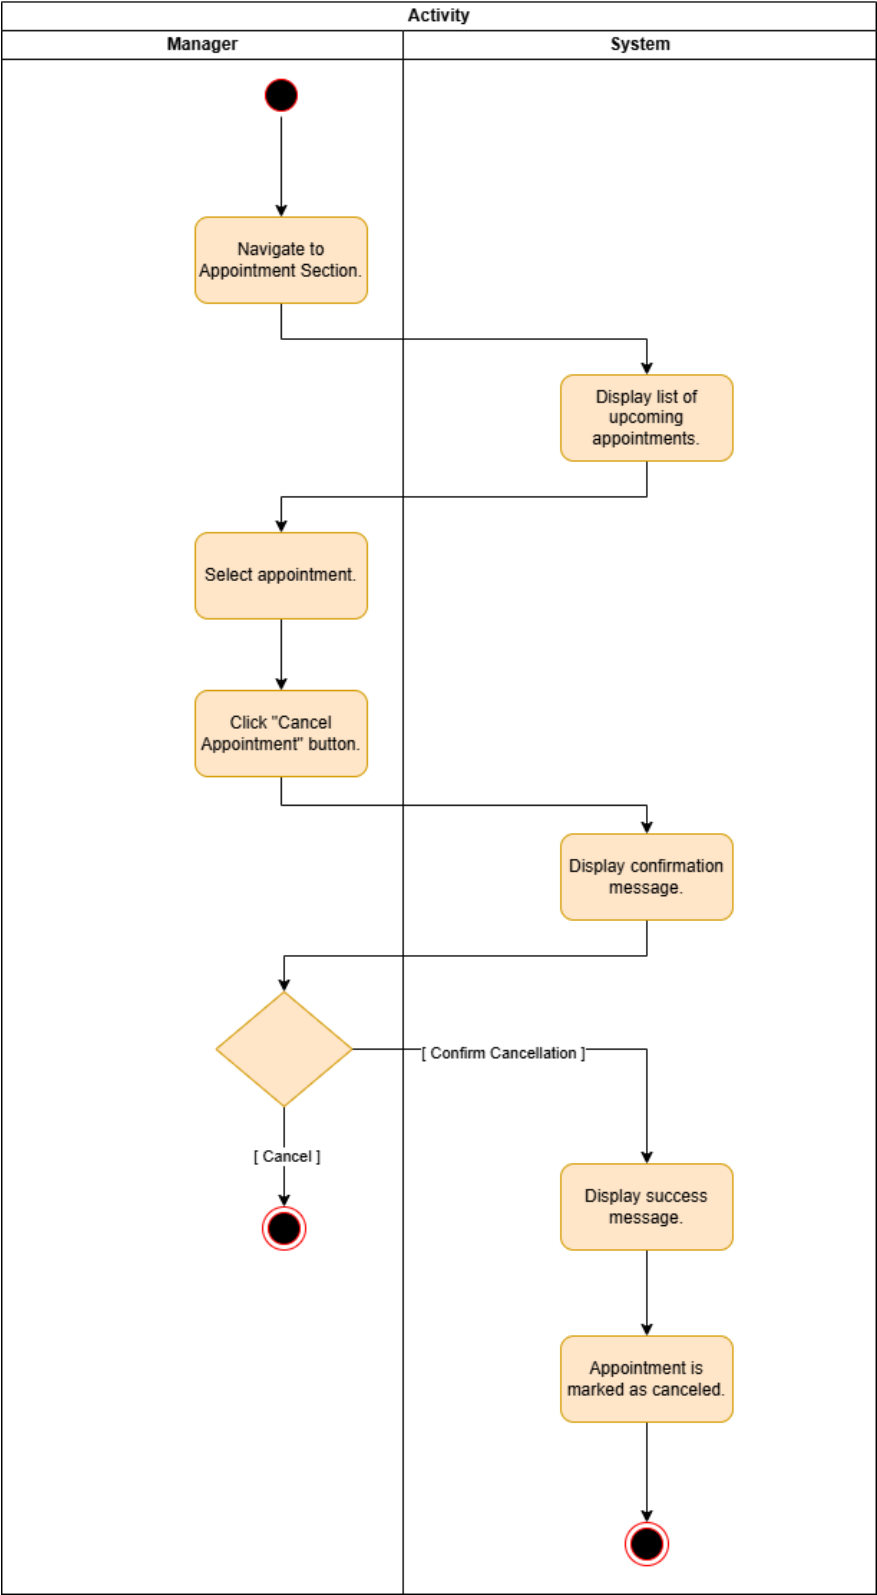 Activity
Manager
System
Navigate to
Appointment Section.
Display list of
upcoming
appointments.
Select appointment.
Click "Cancel
Appointment" button.
Display confirmation
message.
[ Confirm Cancellation ]
[ Cancel ]
Display success
message.
Appointment is
marked as canceled.